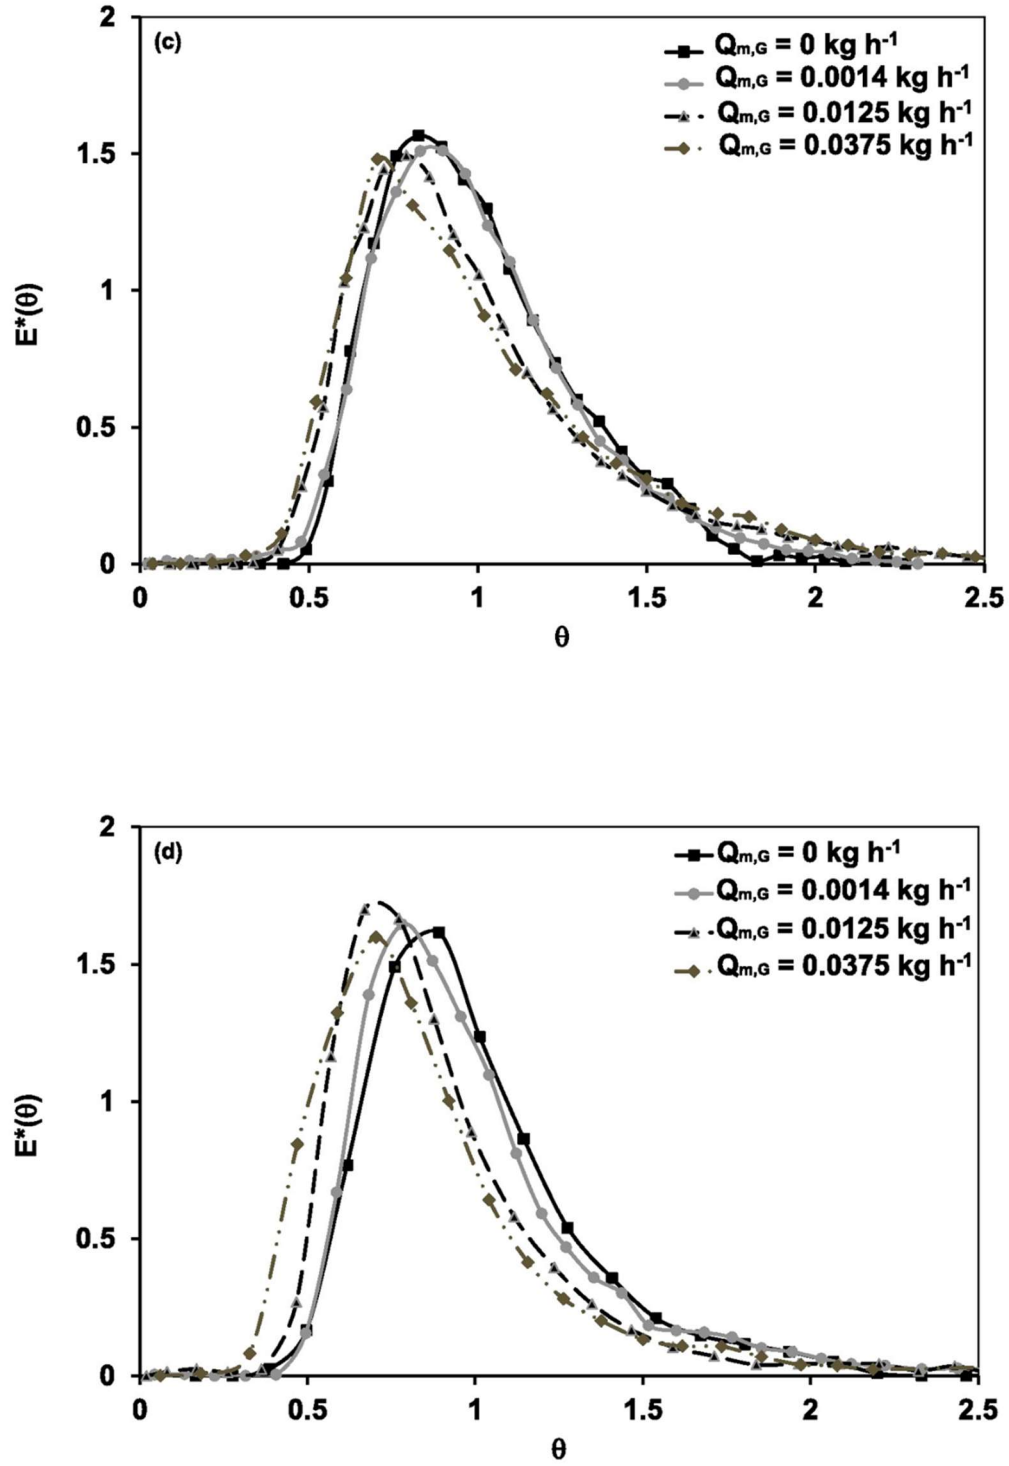 2
(c)
Qm,G = 0 kg h-1
Qm,G = 0.0014 kg h-1
Qm,G = 0.0125 kg h-1
Qm,G = 0.0375 kg h-1
1.5
1
E*(θ)
0.5
0
0 0.5 1 1.5 2 2.5
θ
2
(d)
Qm,G = 0 kg h-1
Qm,G = 0.0014 kg h-1
Qm,G = 0.0125 kg h-1
Qm,G = 0.0375 kg h-1
1.5
1
E*(θ)
0.5
0
0 0.5 1 1.5 2 2.5
θ